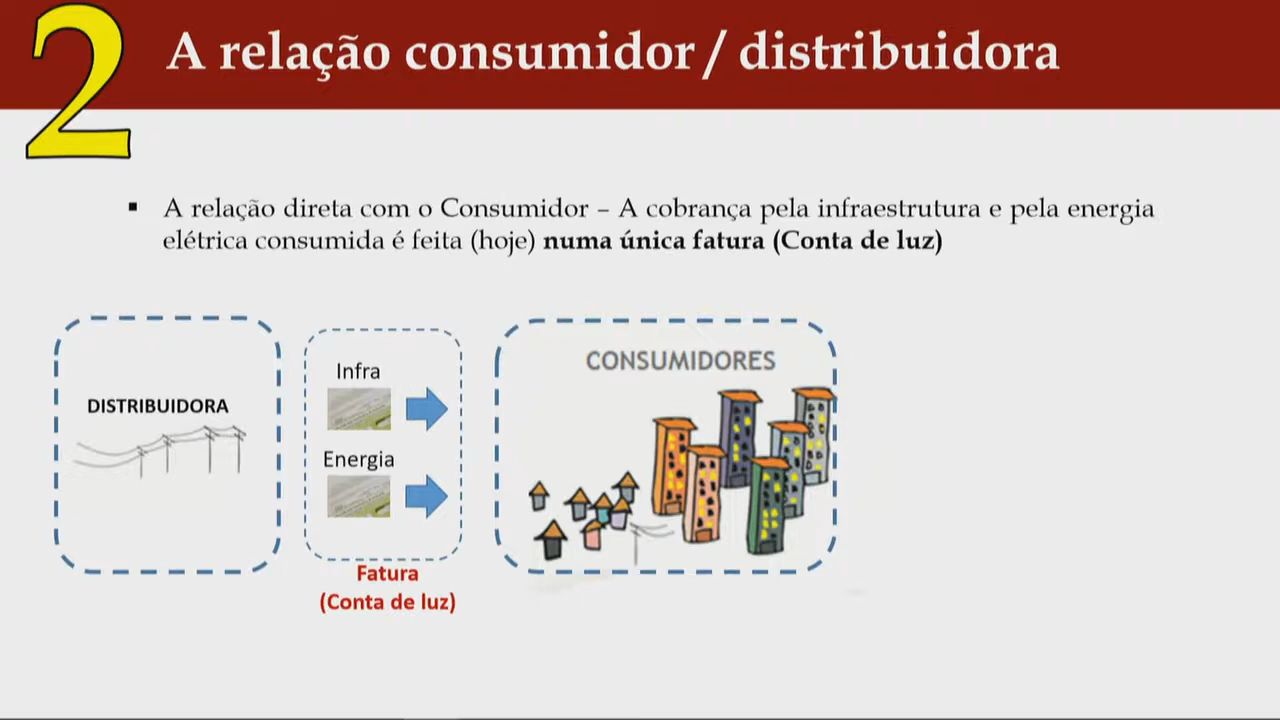 2
A relação consumidor / distribuidora
▪ A relação direta com o Consumidor – A cobrança pela infraestrutura e pela energia
elétrica consumida é feita (hoje) numa única fatura (Conta de luz)
DISTRIBUIDORA
Infra
Energia
Fatura
(Conta de luz)
CONSUMIDORES